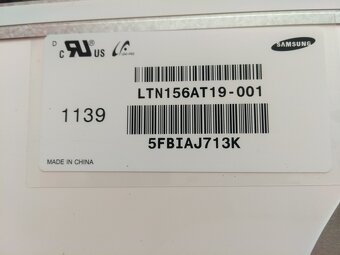 D
C US
SAMSUNG
LTN156AT19-001
1139
5FBIAJ713K
MADE IN CHINA